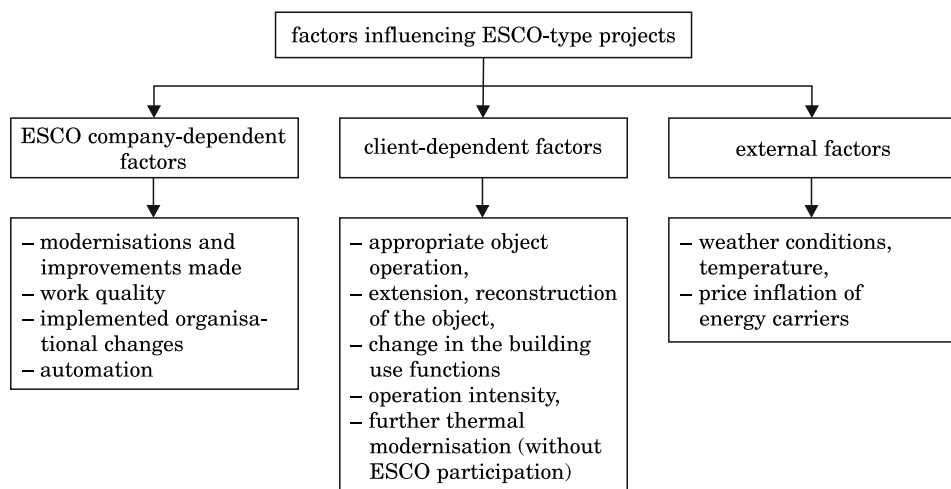 factors influencing ESCO-type projects
ESCO company-dependent
factors
client-dependent factors
external factors
– modernisations and
improvements made
– work quality
– implemented organisa-
tional changes
– automation
– appropriate object
operation,
– extension, reconstruction
of the object,
– change in the building
use functions
– operation intensity,
– further thermal
modernisation (without
ESCO participation)
– weather conditions,
temperature,
– price inflation of
energy carriers